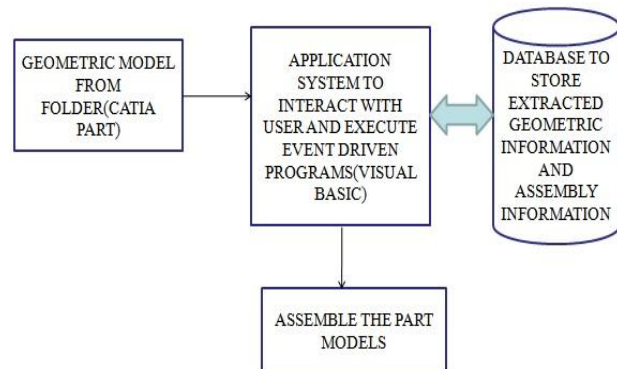 GEOMETRIC MODEL
FROM
FOLDER(CATIA
PART)
APPLICATION
SYSTEM TO
INTERACT WITH
USER AND EXECUTE
EVENT DRIVEN
PROGRAMS(VISUAL
BASIC)
DATABASE TO
STORE
EXTRACTED
GEOMETRIC
INFORMATION
AND
ASSEMBLY
INFORMATION
ASSEMBLE THE PART
MODELS